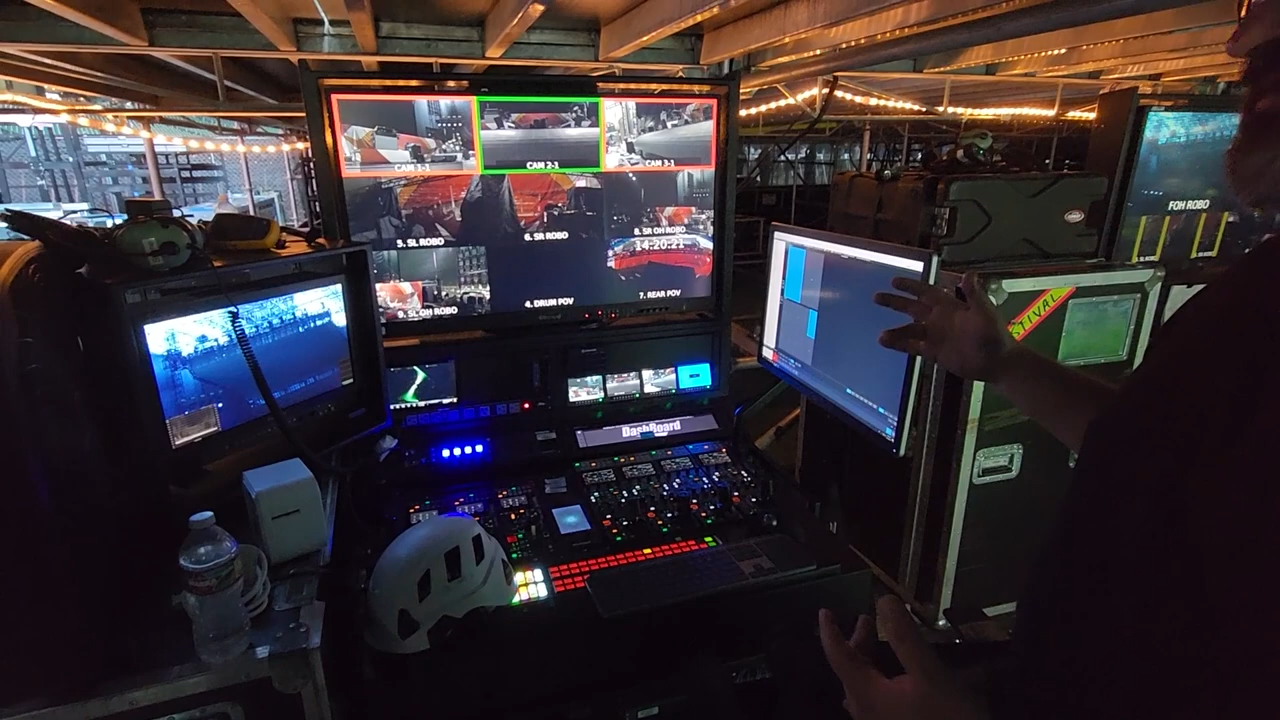 CAM 1-1
CAM 2-1
CAM 3-1
5. SL ROBO
6. SR ROBO
8. SR OH ROBO
14:20:21
9. SL OH ROBO
4. DRUM POV
7. REAR POV
FOH ROBO
STIVAL
DashBoard